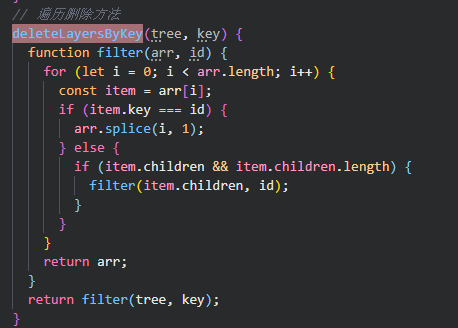 // 遍历删除方法
deleteLayersByKey(tree, key) {
  function filter(arr, id) {
    for (let i = 0; i < arr.length; i++) {
      const item = arr[i];
      if (item.key === id) {
        arr.splice(i, 1);
      } else {
        if (item.children && item.children.length) {
          filter(item.children, id);
        }
      }
    }
    return arr;
  }
  return filter(tree, key);
}